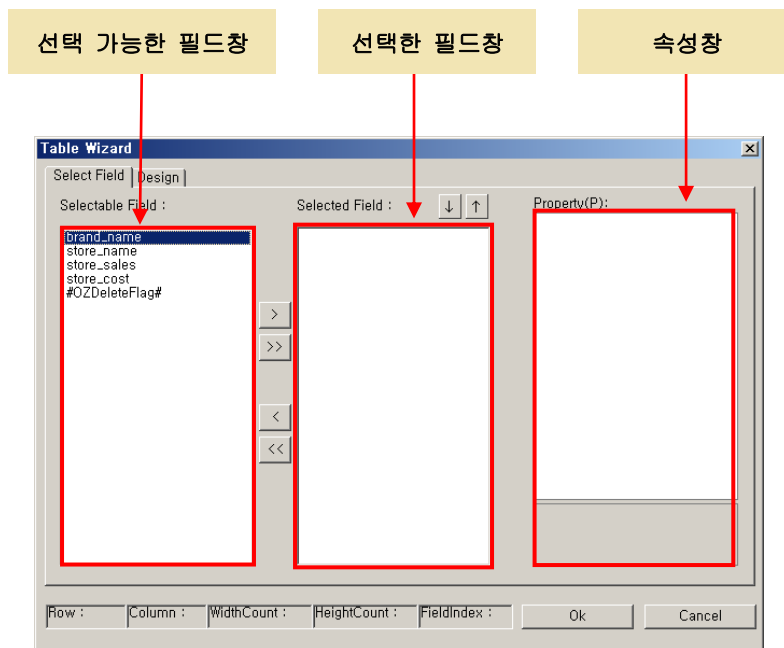 선택 가능한 필드창
선택한 필드창
속성창
Table Wizard
Select Field
Design
Selectable Field :
Selected Field :
↓ ↑
Property(P):
brand_name
store_name
store_sales
store_cost
#OZDeleteFlag#
>
>>
<
<<
Row :
Column :
WidthCount :
HeightCount :
FieldIndex :
Ok
Cancel